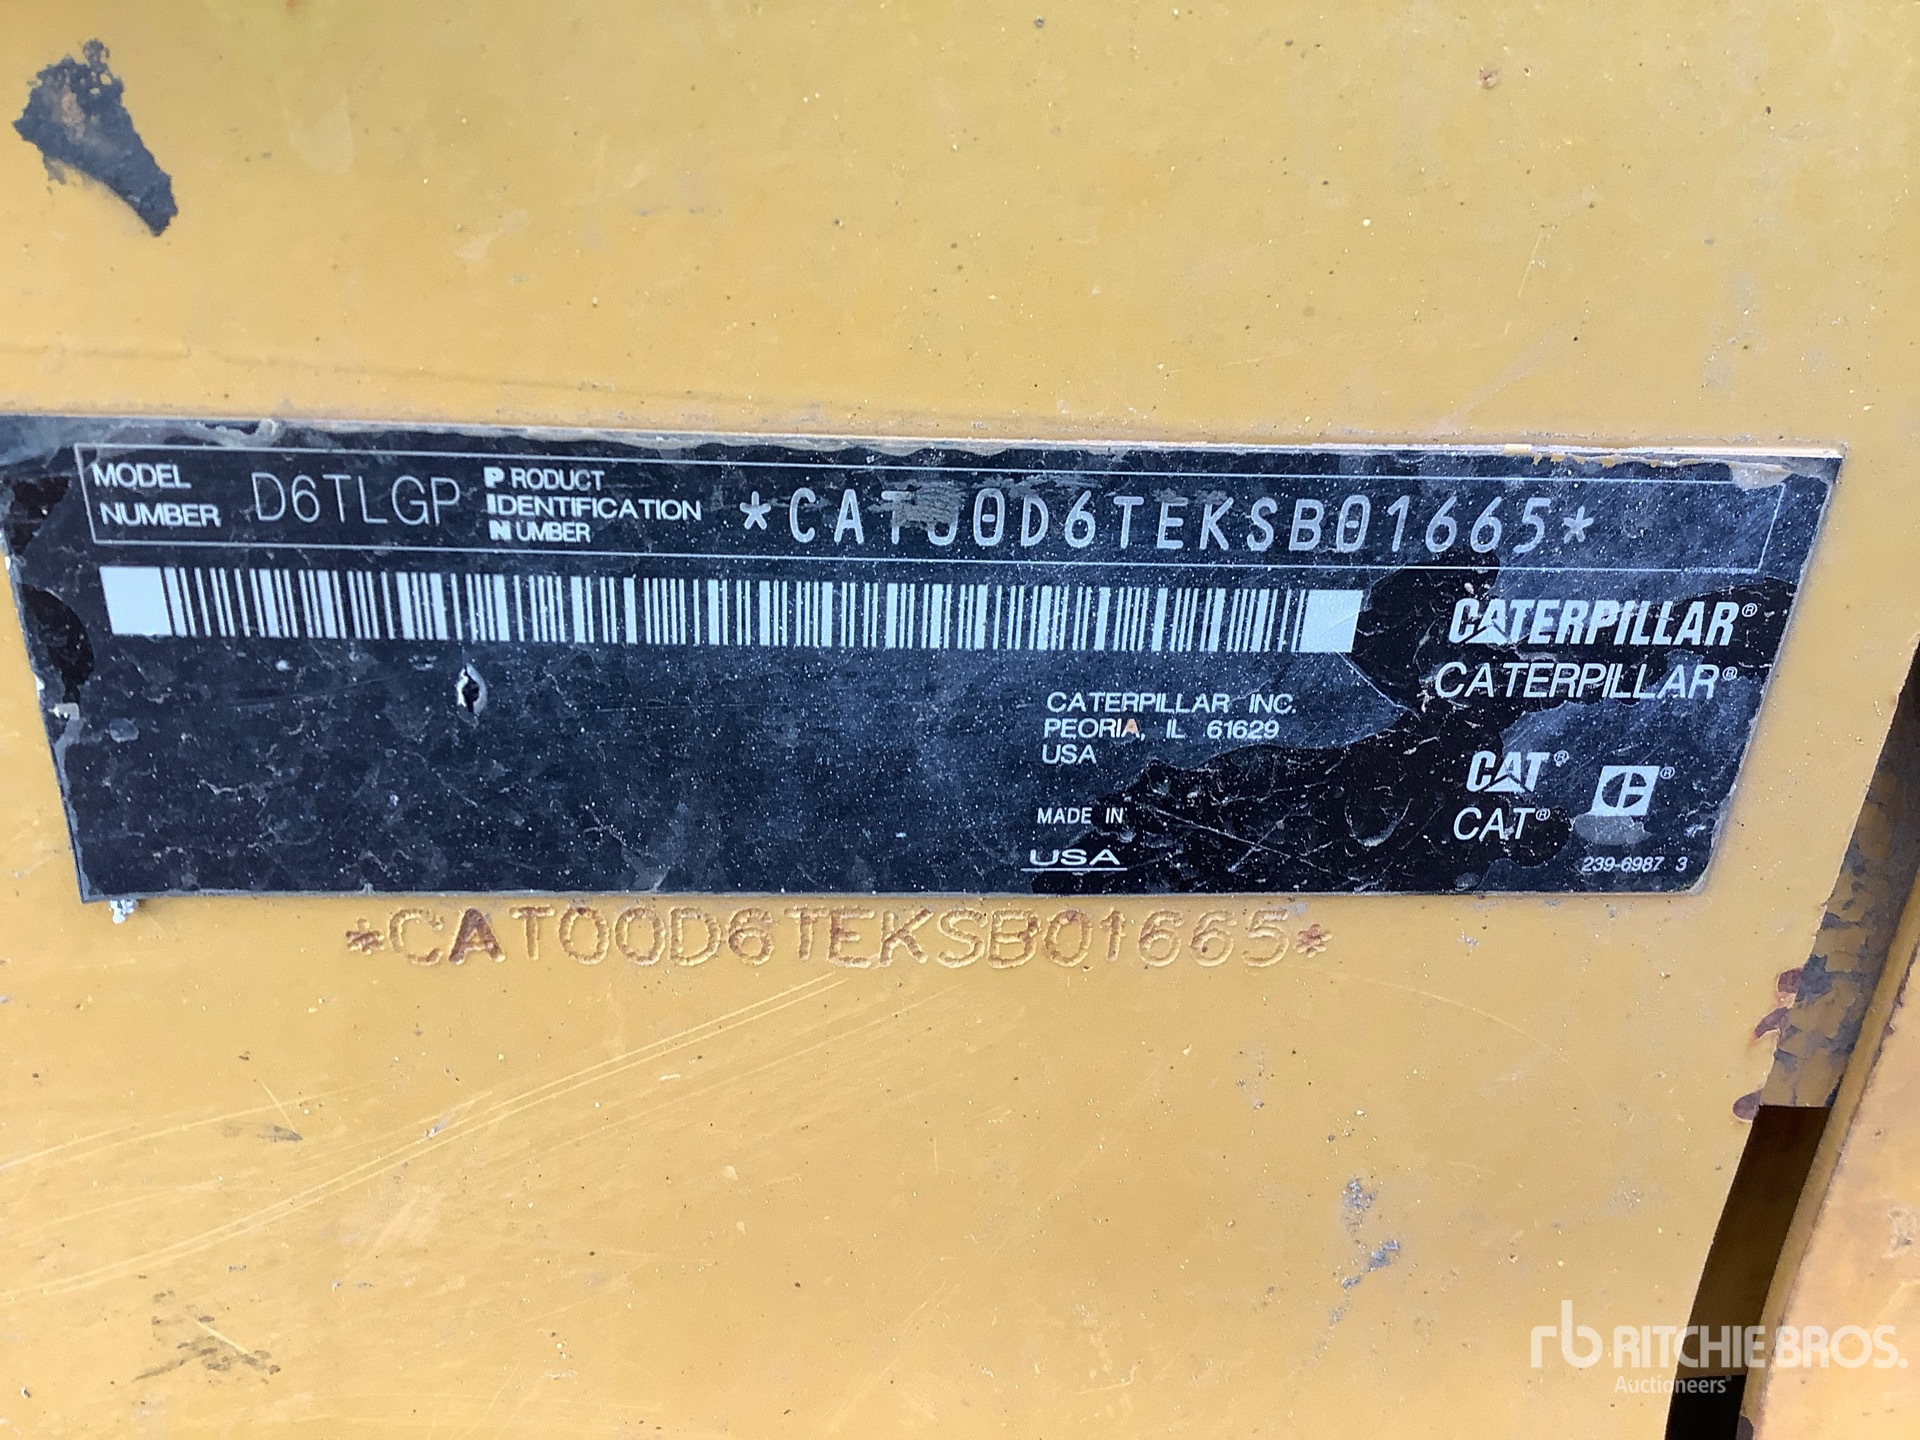 MODEL NUMBER D6TLGP PRODUCT IDENTIFICATION NUMBER *CAT00D6TEKSB01665*
CATERPILLAR®
CATERPILLAR®
CATERPILLAR INC.
PEORIA, IL 61629
USA
CAT®
CAT®
MADE IN
USA
239-6987 3
*CAT00D6TEKSB01665*
rb RITCHIE BROS.
Auctioneers®